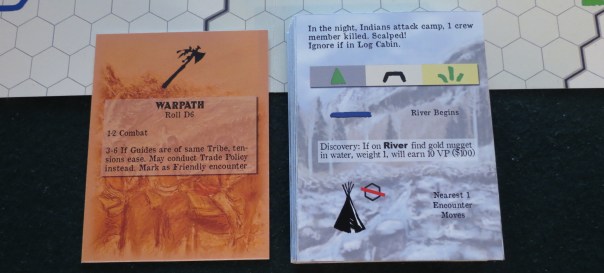 WARPATH
Roll D6
1-2 Combat
3-6 If Guides are of same Tribe, ten-
sions ease. May conduct Trade Policy
instead. Mark as Friendly encounter
In the night, Indians attack camp, 1 crew
member killed. Scalped!
Ignore if in Log Cabin.
River Begins
Discovery: If on River find gold nugget
in water, weight 1, will earn 10 VP ($100)
Nearest 1
Encounter
Moves